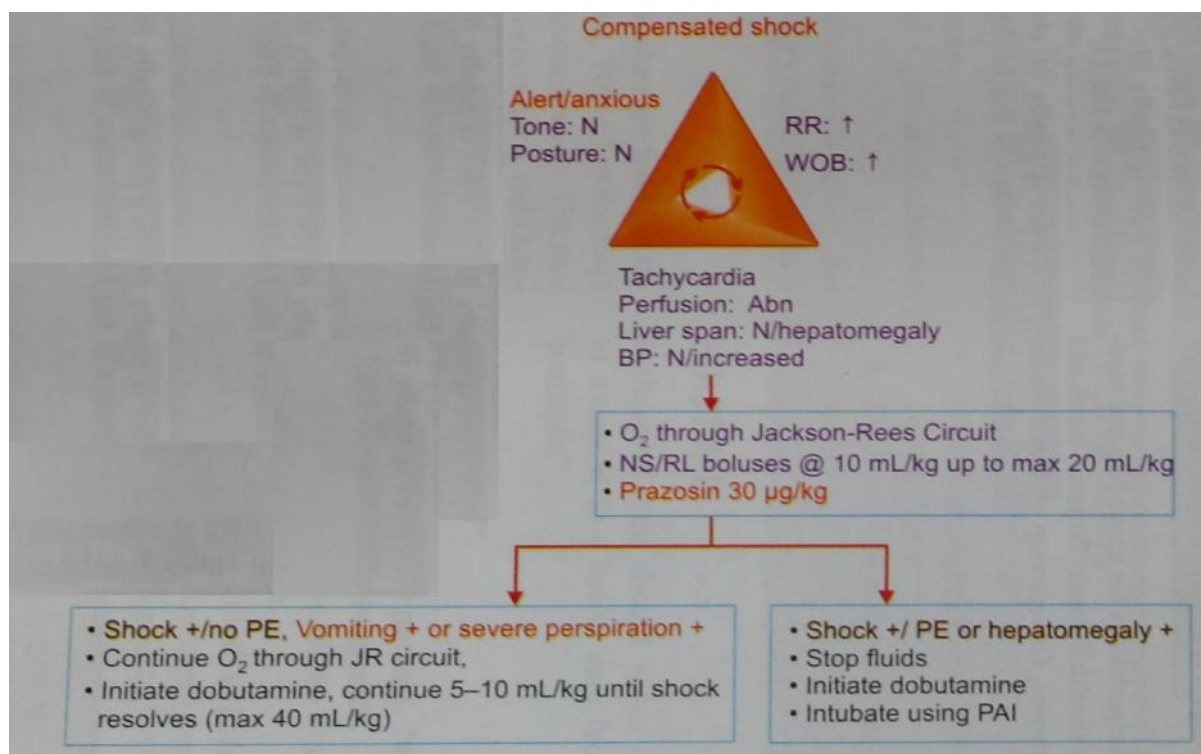 Compensated shock
Alert/anxious
Tone: N
Posture: N
RR: ↑
WOB: ↑
Tachycardia
Perfusion: Abn
Liver span: N/hepatomegaly
BP: N/increased
• O₂ through Jackson-Rees Circuit
• NS/RL boluses @ 10 mL/kg up to max 20 mL/kg
• Prazosin 30 µg/kg
• Shock +/no PE, Vomiting + or severe perspiration +
• Continue O₂ through JR circuit,
• Initiate dobutamine, continue 5–10 mL/kg until shock
resolves (max 40 mL/kg)
• Shock +/ PE or hepatomegaly +
• Stop fluids
• Initiate dobutamine
• Intubate using PAI